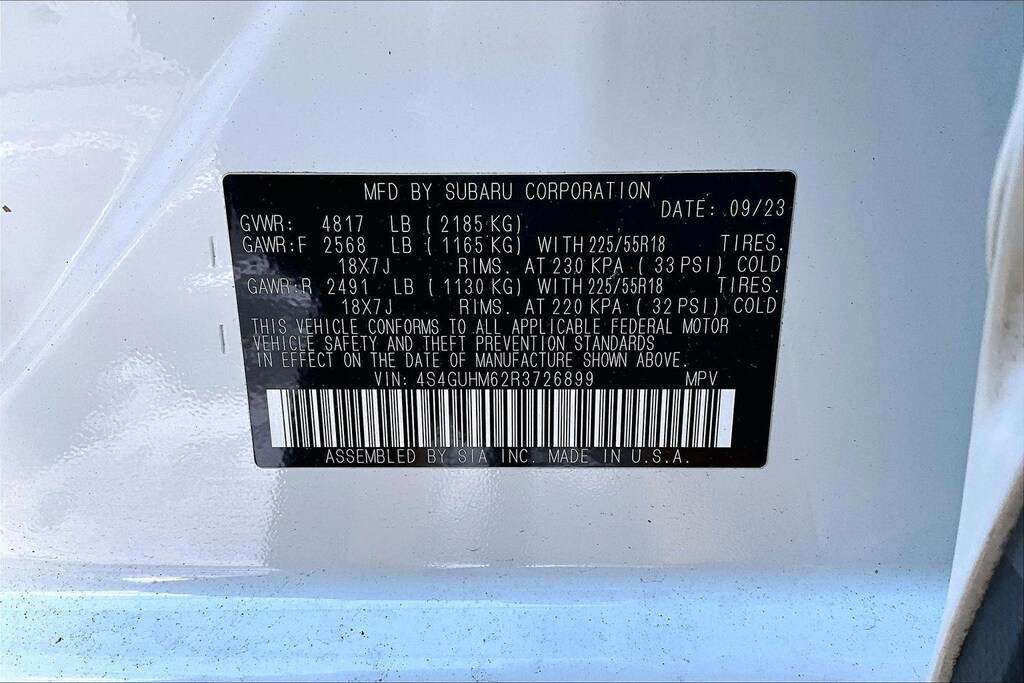 MFD BY SUBARU CORPORATION
DATE: 09/23
GVWR: 4817 LB (2185 KG)
GAWR:F 2568 LB (1165 KG) WITH 225/55R18 TIRES.
18X7J RIMS. AT 230 KPA (33 PSI) COLD
GAWR:R 2491 LB (1130 KG) WITH 225/55R18 TIRES.
18X7J RIMS. AT 220 KPA (32 PSI) COLD
THIS VEHICLE CONFORMS TO ALL APPLICABLE FEDERAL MOTOR
VEHICLE SAFETY AND THEFT PREVENTION STANDARDS
IN EFFECT ON THE DATE OF MANUFACTURE SHOWN ABOVE.
VIN: 4S4GUHM62R3726899 MPV
ASSEMBLED BY SIA INC. MADE IN U.S.A.